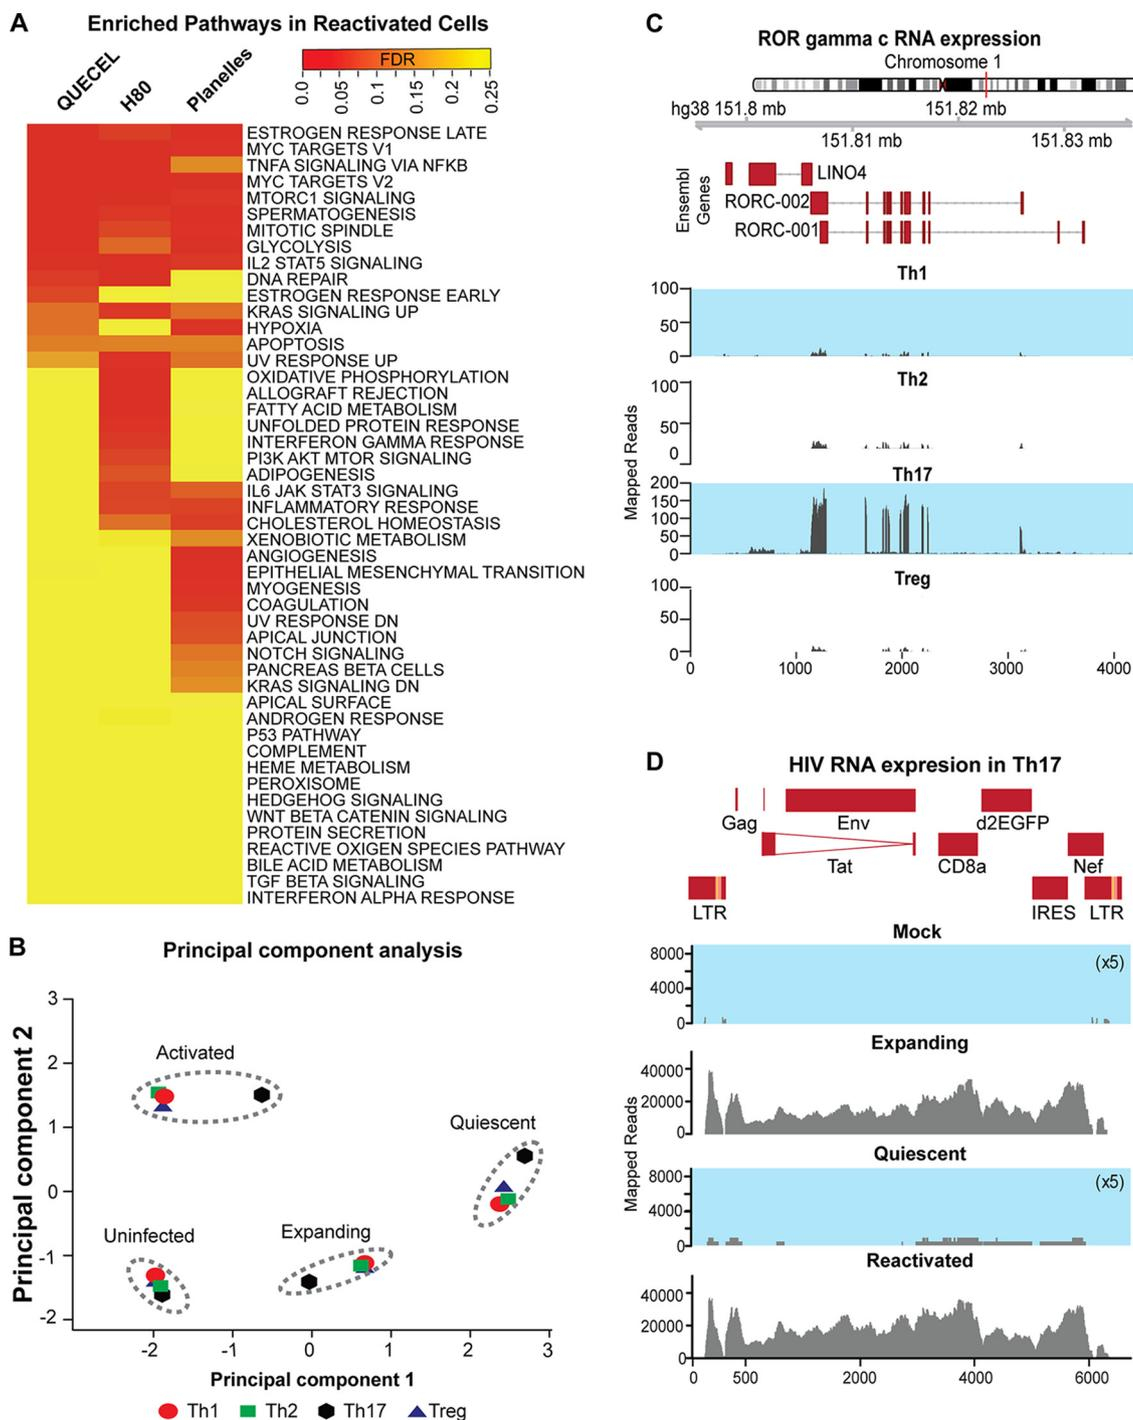 A
Enriched Pathways in Reactivated Cells
QUECEL
H80
Planelles
FDR
0.0
0.05
0.1
0.15
0.2
0.25
ESTROGEN RESPONSE LATE
MYC TARGETS V1
TNFA SIGNALING VIA NFKB
MYC TARGETS V2
MTORC1 SIGNALING
SPERMATOGENESIS
MITOTIC SPINDLE
GLYCOLYSIS
IL2 STAT5 SIGNALING
DNA REPAIR
ESTROGEN RESPONSE EARLY
KRAS SIGNALING UP
HYPOXIA
APOPTOSIS
UV RESPONSE UP
OXIDATIVE PHOSPHORYLATION
ALLOGRAFT REJECTION
FATTY ACID METABOLISM
UNFOLDED PROTEIN RESPONSE
INTERFERON GAMMA RESPONSE
PI3K AKT MTOR SIGNALING
ADIPOGENESIS
IL6 JAK STAT3 SIGNALING
INFLAMMATORY RESPONSE
CHOLESTEROL HOMEOSTASIS
XENOBIOTIC METABOLISM
ANGIOGENESIS
EPITHELIAL MESENCHYMAL TRANSITION
MYOGENESIS
COAGULATION
UV RESPONSE DN
APICAL JUNCTION
NOTCH SIGNALING
PANCREAS BETA CELLS
KRAS SIGNALING DN
APICAL SURFACE
ANDROGEN RESPONSE
P53 PATHWAY
COMPLEMENT
HEME METABOLISM
PEROXISOME
HEDGEHOG SIGNALING
WNT BETA CATENIN SIGNALING
PROTEIN SECRETION
REACTIVE OXIGEN SPECIES PATHWAY
BILE ACID METABOLISM
TGF BETA SIGNALING
INTERFERON ALPHA RESPONSE
B
Principal component analysis
Principal component 2
3
2
1
0
-1
-2
Activated
Quiescent
Uninfected
Expanding
-2
-1
0
1
2
3
Principal component 1
Th1
Th2
Th17
Treg
C
ROR gamma c RNA expression
Chromosome 1
hg38 151.8 mb
151.82 mb
151.81 mb
151.83 mb
Ensembl
Genes
LINO4
RORC-002
RORC-001
Mapped Reads
Th1
100
50
0
Th2
100
50
0
Th17
200
150
100
50
0
Treg
100
50
0
0
1000
2000
3000
4000
D
HIV RNA expresion in Th17
Gag
Env
d2EGFP
Tat
CD8a
Nef
LTR
IRES
LTR
Mapped Reads
Mock
8000
4000
0
(x5)
Expanding
40000
20000
0
Quiescent
8000
4000
0
(x5)
Reactivated
40000
20000
0
0
500
2000
4000
6000